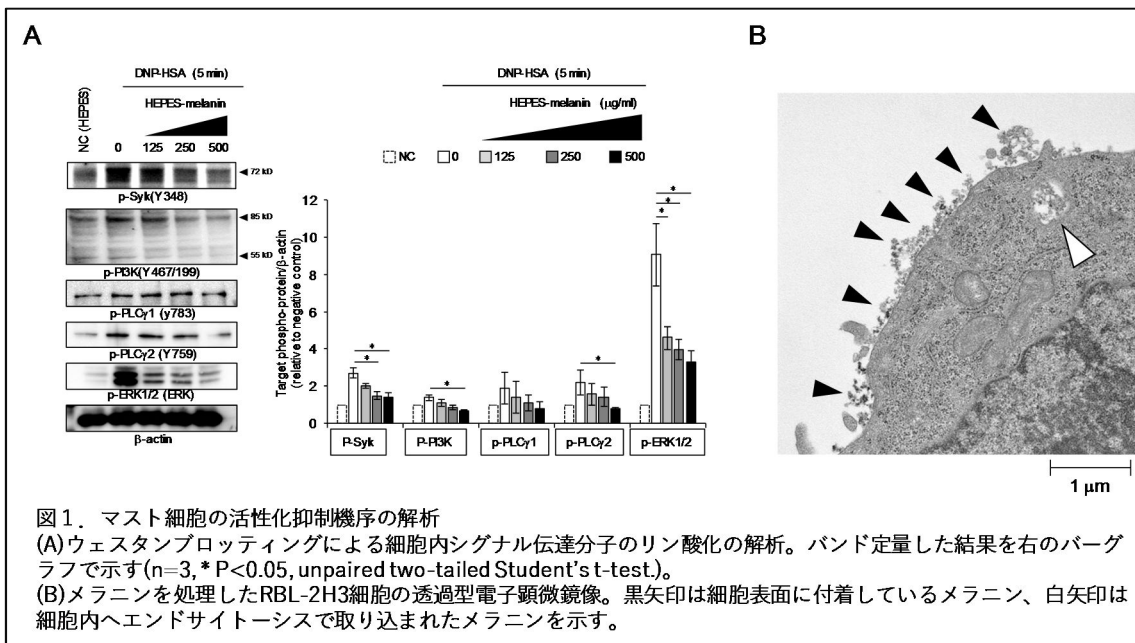 A
DNP-HSA (5 min)
HEPES-melanin
NC (HEPES)
0 125 250 500
72 kD
p-Syk(Y348)
85 kD
55 kD
p-PI3K(Y467/199)
p-PLCγ1 (y783)
p-PLCγ2 (Y759)
p-ERK1/2 (ERK)
β-actin
DNP-HSA (5 min)
HEPES-melanin (μg/ml)
NC 0 125 250 500
Target phospho-protein/β-actin
(relative to negative control)
12
10
8
6
4
2
0
* * * * * * *
P-Syk P-PI3K p-PLCγ1 p-PLCγ2 p-ERK1/2
B
1 μm
図1．マスト細胞の活性化抑制機序の解析
(A)ウェスタンブロッティングによる細胞内シグナル伝達分子のリン酸化の解析。バンド定量した結果を右のバーグ
ラフで示す(n=3, * P<0.05, unpaired two-tailed Student's t-test.)。
(B)メラニンを処理したRBL-2H3細胞の透過型電子顕微鏡像。黒矢印は細胞表面に付着しているメラニン、白矢印は
細胞内へエンドサイトーシスで取り込まれたメラニンを示す。